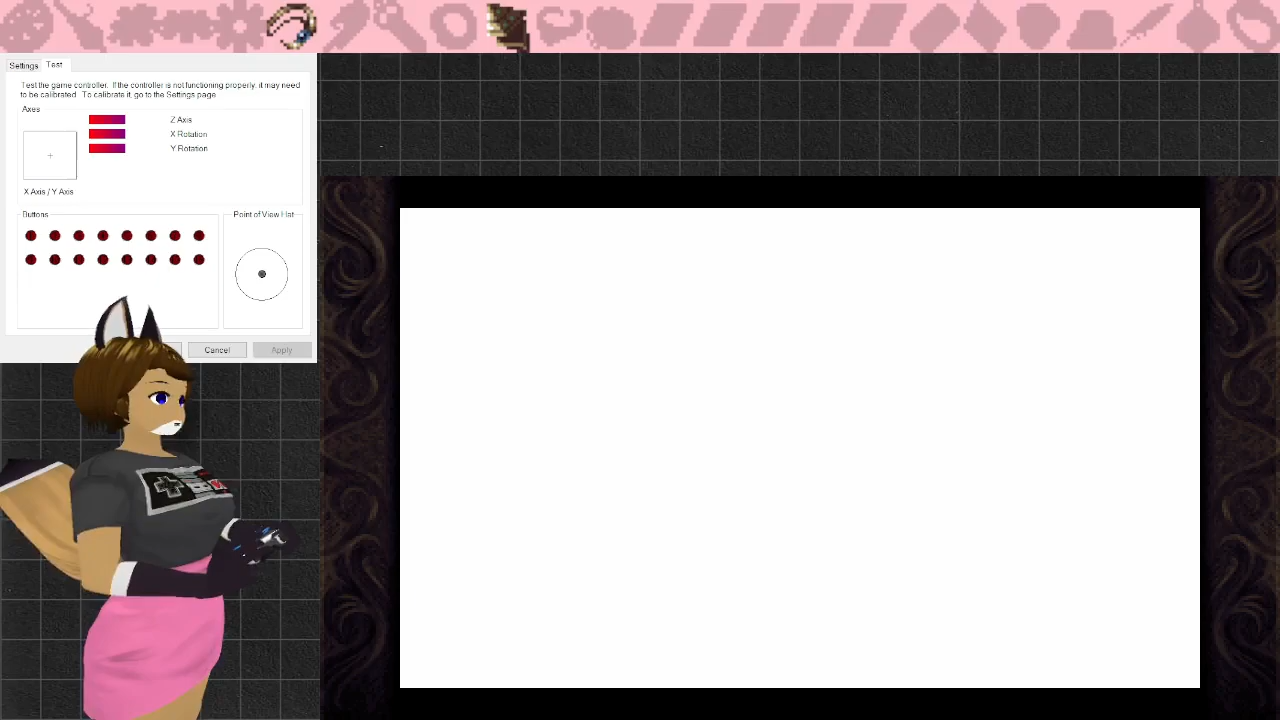 Settings Test
Test the game controller. If the controller is not functioning properly, it may need
to be calibrated. To calibrate it, go to the Settings page
Axes
Z Axis
X Rotation
Y Rotation
X Axis / Y Axis
Buttons
Point of View Hat
Cancel Apply